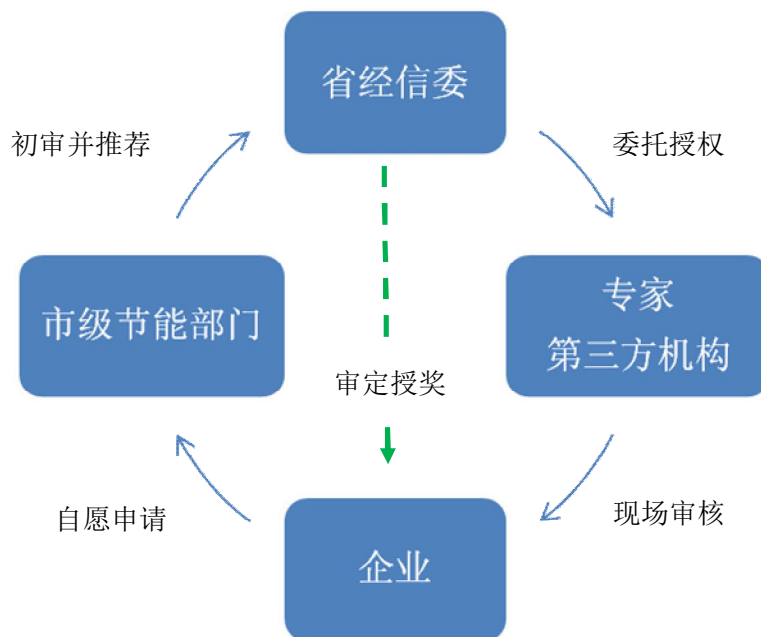 省经信委
初审并推荐
委托授权
市级节能部门
专家
第三方机构
审定授奖
自愿申请
现场审核
企业